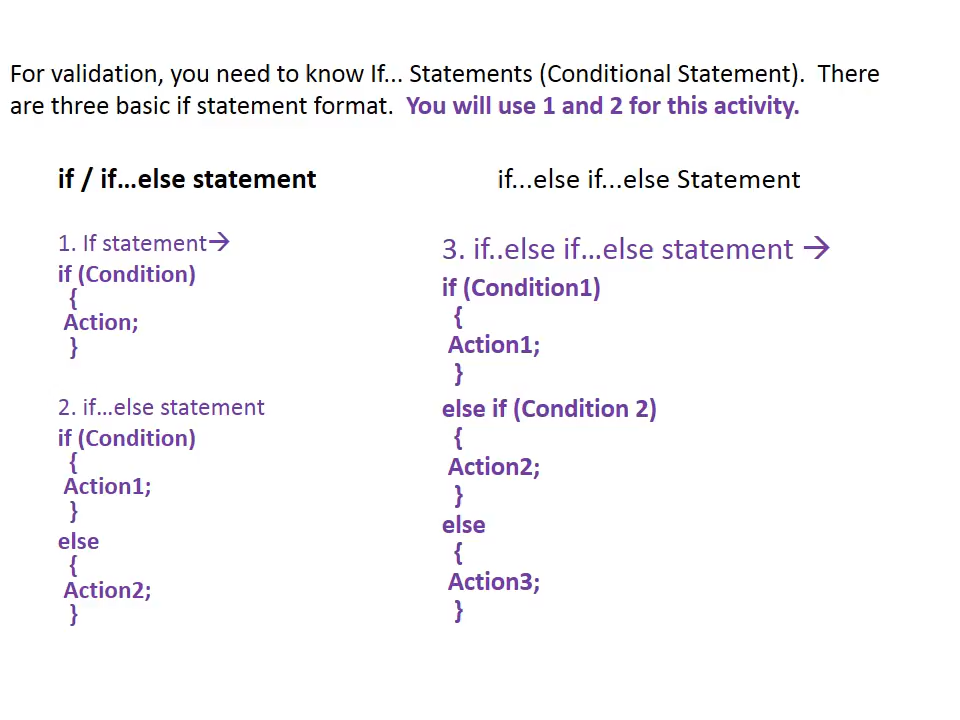 For validation, you need to know If... Statements (Conditional Statement).  There
are three basic if statement format.  You will use 1 and 2 for this activity.
if / if...else statement
1. If statement→
if (Condition)
{
Action;
}
2. if...else statement
if (Condition)
{
Action1;
}
else
{
Action2;
}
if...else if...else Statement
3. if..else if...else statement →
if (Condition1)
{
Action1;
}
else if (Condition 2)
{
Action2;
}
else
{
Action3;
}